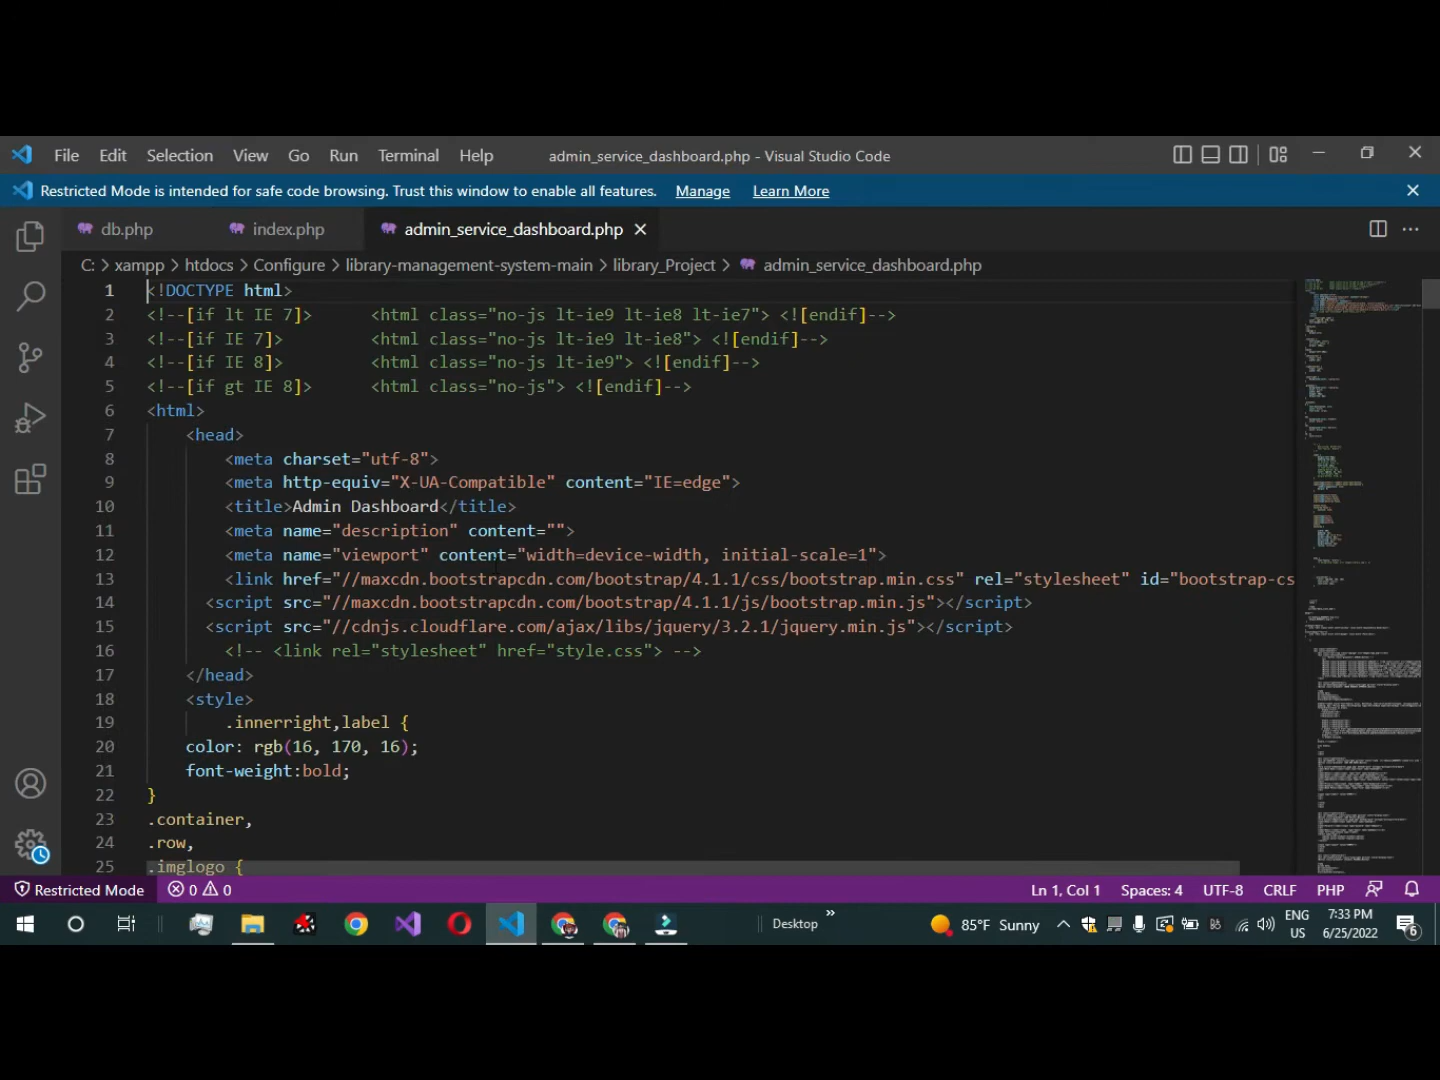 File Edit Selection View Go Run Terminal Help admin_service_dashboard.php - Visual Studio Code
Restricted Mode is intended for safe code browsing. Trust this window to enable all features. Manage Learn More
db.php index.php admin_service_dashboard.php
C: > xampp > htdocs > Configure > library-management-system-main > library_Project > admin_service_dashboard.php
1 <!DOCTYPE html>
2 <!--[if lt IE 7]> <html class="no-js lt-ie9 lt-ie8 lt-ie7"> <![endif]-->
3 <!--[if IE 7]> <html class="no-js lt-ie9 lt-ie8"> <![endif]-->
4 <!--[if IE 8]> <html class="no-js lt-ie9"> <![endif]-->
5 <!--[if gt IE 8]> <html class="no-js"> <![endif]-->
6 <html>
7 <head>
8 <meta charset="utf-8">
9 <meta http-equiv="X-UA-Compatible" content="IE=edge">
10 <title>Admin Dashboard</title>
11 <meta name="description" content="">
12 <meta name="viewport" content="width=device-width, initial-scale=1">
13 <link href="//maxcdn.bootstrapcdn.com/bootstrap/4.1.1/css/bootstrap.min.css" rel="stylesheet" id="bootstrap-cs
14 <script src="//maxcdn.bootstrapcdn.com/bootstrap/4.1.1/js/bootstrap.min.js"></script>
15 <script src="//cdnjs.cloudflare.com/ajax/libs/jquery/3.2.1/jquery.min.js"></script>
16 <!-- <link rel="stylesheet" href="style.css"> -->
17 </head>
18 <style>
19 .innerright,label {
20 color: rgb(16, 170, 16);
21 font-weight:bold;
22 }
23 .container,
24 .row,
25 .imglogo {
Restricted Mode 0 0 Ln 1, Col 1 Spaces: 4 UTF-8 CRLF PHP
Desktop 85°F Sunny ENG US 7:33 PM 6/25/2022 6